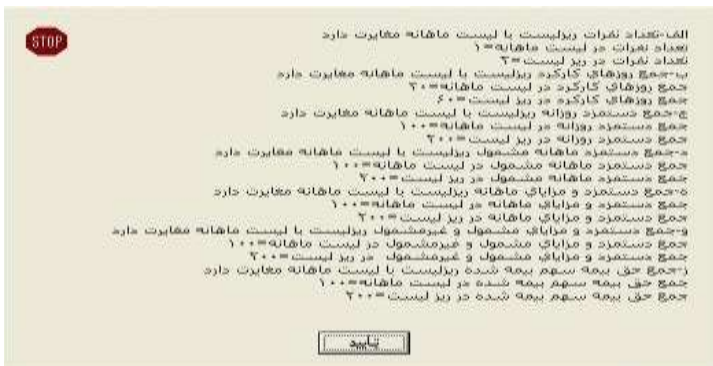 STOP
الف-تعداد نفرات ریزلیست با لیست ماهانه مغایرت دارد
تعداد نفرات در لیست ماهانه=۱
تعداد نفرات در ریز لیست=۲
ب-جمع روزهای کارکرد ریزلیست با لیست ماهانه مغایرت دارد
جمع روزهای کارکرد در لیست ماهانه=۳۰
جمع روزهای کارکرد در ریز لیست=۶۰
ج-جمع دستمزد روزانه ریزلیست با لیست ماهانه مغایرت دارد
جمع دستمزد روزانه در لیست ماهانه=۱۰۰
جمع دستمزد روزانه در ریز لیست=۲۰۰
د-جمع دستمزد ماهانه مشمول ریزلیست با لیست ماهانه مغایرت دارد
جمع دستمزد ماهانه مشمول در لیست ماهانه=۱۰۰
جمع دستمزد ماهانه مشمول در ریز لیست=۲۰۰
ه-جمع دستمزد و مزایای ماهانه ریزلیست با لیست ماهانه مغایرت دارد
جمع دستمزد و مزایای ماهانه در لیست ماهانه=۱۰۰
جمع دستمزد و مزایای ماهانه در ریز لیست=۲۰۰
و-جمع دستمزد و مزایای مشمول و غیرمشمول ریزلیست با لیست ماهانه مغایرت دارد
جمع دستمزد و مزایای مشمول و غیرمشمول در لیست ماهانه=۱۰۰
جمع دستمزد و مزایای مشمول و غیرمشمول در ریز لیست=۲۰۰
ز-جمع حق بیمه سهم بیمه شده ریزلیست با لیست ماهانه مغایرت دارد
جمع حق بیمه سهم بیمه شده در لیست ماهانه=۱۰۰
جمع حق بیمه سهم بیمه شده در ریز لیست=۲۰۰
تایید